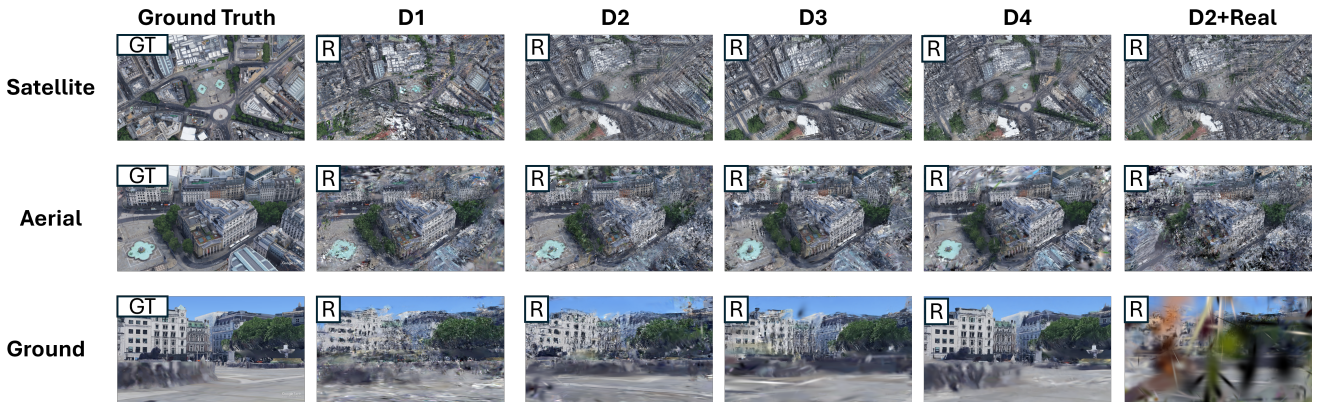 Ground Truth D1 D2 D3 D4 D2+Real
Satellite GT R R R R R
Aerial GT R R R R R
Ground GT R R R R R